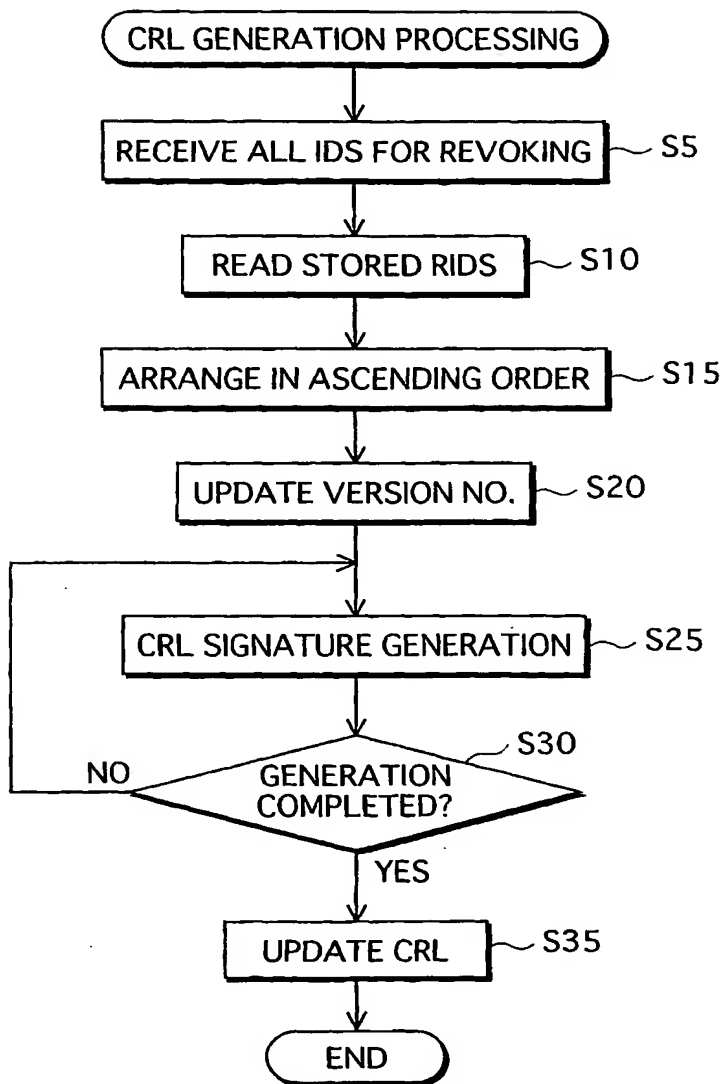 CRL GENERATION PROCESSING
RECEIVE ALL IDS FOR REVOKING
S5
READ STORED RIDS
S10
ARRANGE IN ASCENDING ORDER
S15
UPDATE VERSION NO.
S20
CRL SIGNATURE GENERATION
S25
S30
NO
GENERATION
COMPLETED?
YES
UPDATE CRL
S35
END